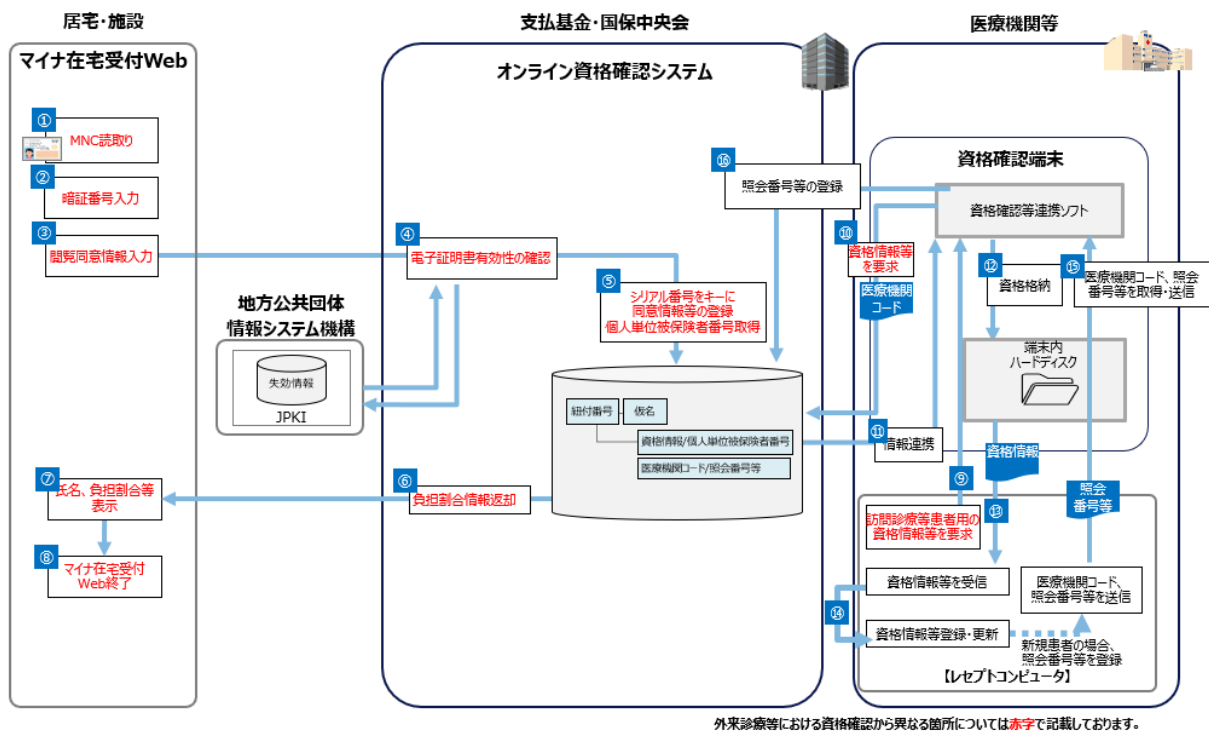 居宅・施設
マイナ在宅受付Web
①
MNC読取り
②
暗証番号入力
③
閲覧同意情報入力
地方公共団体
情報システム機構
失効情報
JPKI
⑦
氏名、負担割合等
表示
⑧
マイナ在宅受付
Web終了
支払基金・国保中央会
オンライン資格確認システム
④
電子証明書有効性の確認
⑤
シリアル番号をキーに
同意情報等の登録
個人単位被保険者番号取得
⑯
照会番号等の登録
紐付番号
仮名
資格情報/個人単位被保険者番号
医療機関コード/照会番号等
⑥
負担割合情報返却
医療機関等
資格確認端末
資格確認等連携ソフト
⑩
資格情報等
を要求
医療機関
コード
⑫
資格格納
⑮
医療機関コード、照会
番号等を取得・送信
端末内
ハードディスク
⑪
情報連携
資格情報
⑨
訪問診療等患者用の
資格情報等を要求
⑬
照会
番号等
資格情報等を受信
⑭
資格情報等登録・更新
医療機関コード、
照会番号等を送信
新規患者の場合、
照会番号等を登録
【レセプトコンピュータ】
外来診療等における資格確認から異なる箇所については赤字で記載しております。